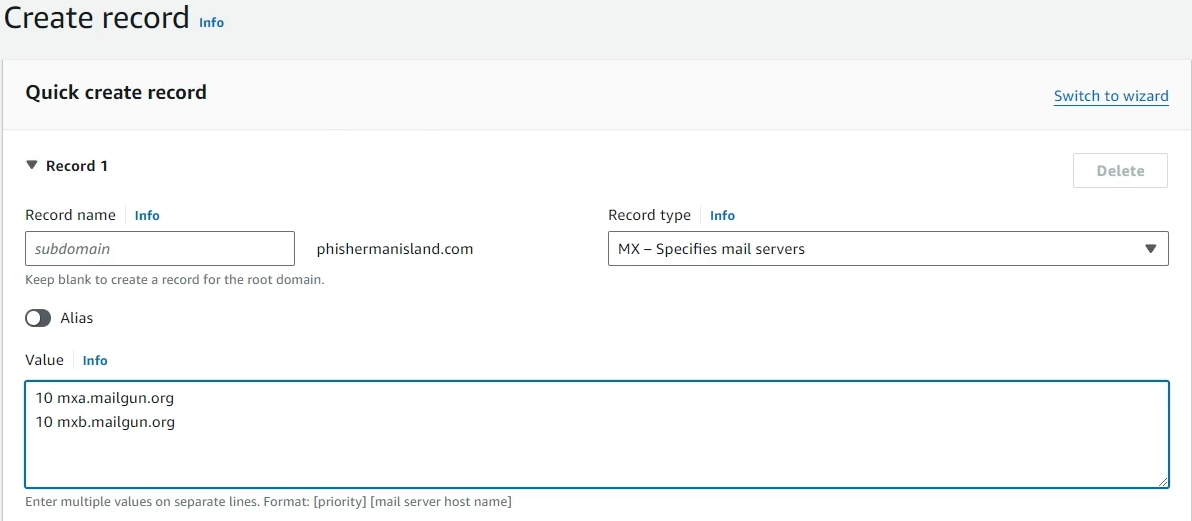 Create record Info
Quick create record
Switch to wizard
Record 1
Delete
Record name Info
Record type Info
subdomain
phishermanisland.com
MX – Specifies mail servers
Keep blank to create a record for the root domain.
Alias
Value Info
10 mxa.mailgun.org
10 mxb.mailgun.org
Enter multiple values on separate lines. Format: [priority] [mail server host name]